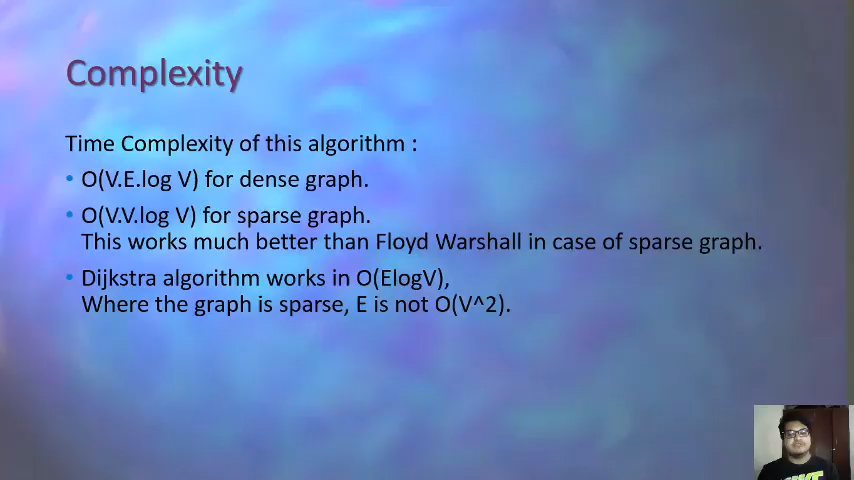 Complexity
Time Complexity of this algorithm :
• O(V.E.log V) for dense graph.
• O(V.V.log V) for sparse graph.
This works much better than Floyd Warshall in case of sparse graph.
• Dijkstra algorithm works in O(ElogV),
Where the graph is sparse, E is not O(V^2).